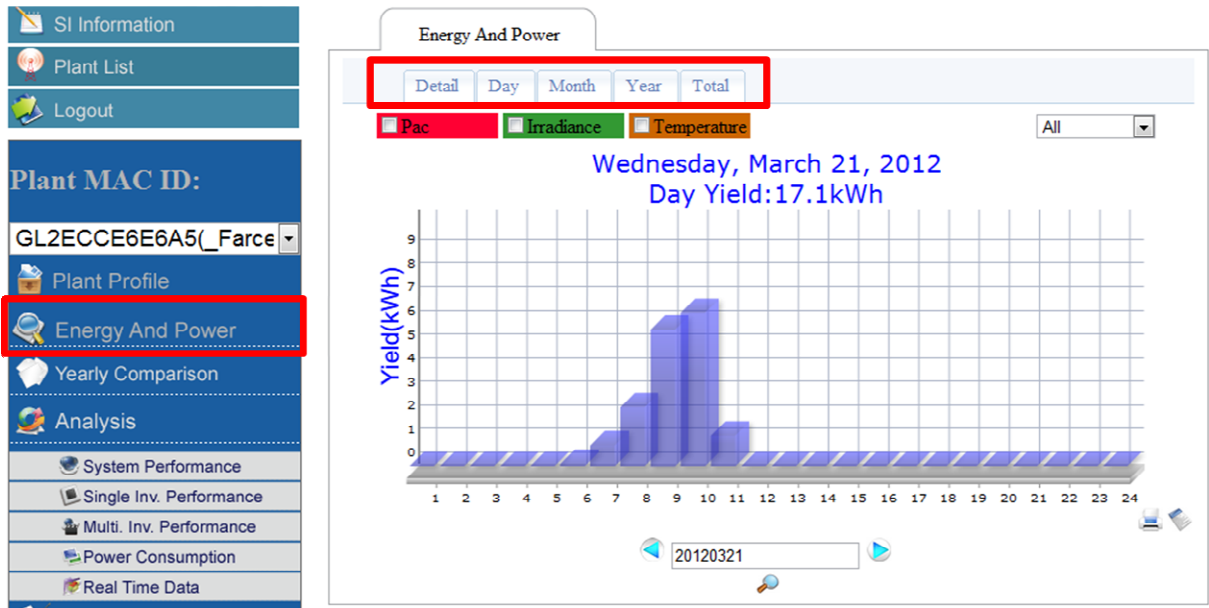 SI Information
Plant List
Logout
Plant MAC ID:
GL2ECCE6E6A5(_Farce
Plant Profile
Energy And Power
Yearly Comparison
Analysis
System Performance
Single Inv. Performance
Multi. Inv. Performance
Power Consumption
Real Time Data
Energy And Power
Detail Day Month Year Total
Pac Irradiance Temperature All
Wednesday, March 21, 2012
Day Yield:17.1kWh
Yield(kWh)
9
8
7
6
5
4
3
2
1
0
1 2 3 4 5 6 7 8 9 10 11 12 13 14 15 16 17 18 19 20 21 22 23 24
20120321